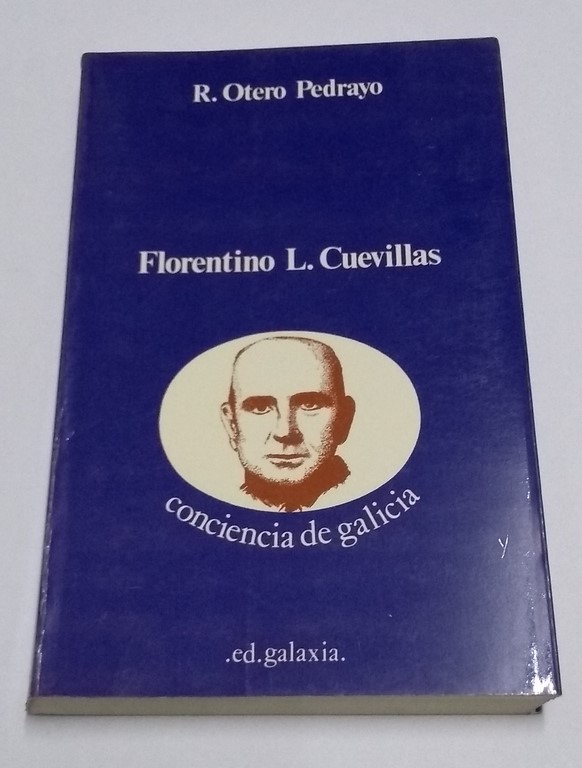 R. Otero Pedrayo
Florentino L. Cuevillas
conciencia de galicia
.ed.galaxia.